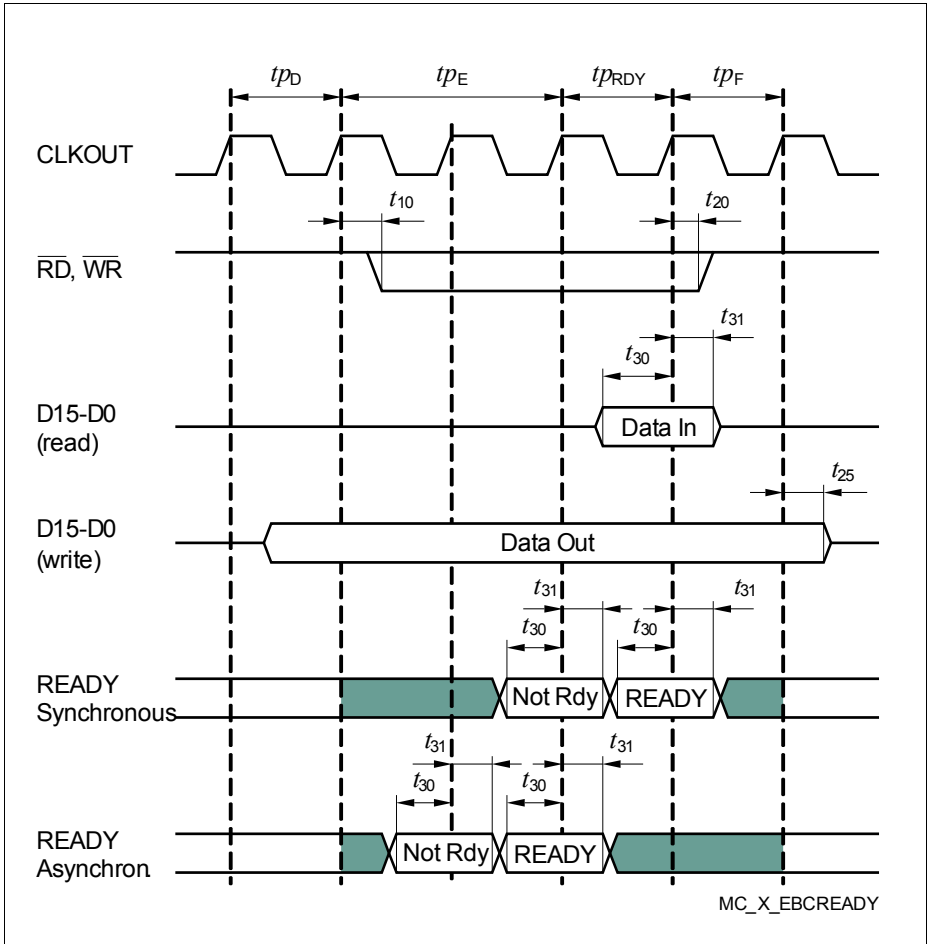 tpD tpE tpRDY tpF
CLKOUT
t10 t20
RD, WR
t31
t30
D15-D0
(read)
Data In
t25
D15-D0
(write)
Data Out
t31 t31
t30 t30
READY
Synchronous
Not Rdy READY
t31 t31
t30 t30
READY
Asynchron.
Not Rdy READY
MC_X_EBCREADY